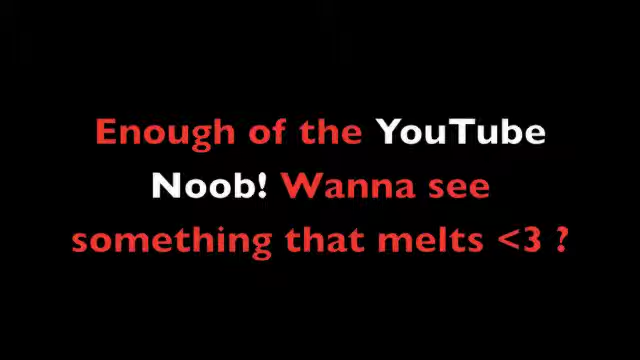 Enough of the YouTube
Noob! Wanna see
something that melts <3 ?